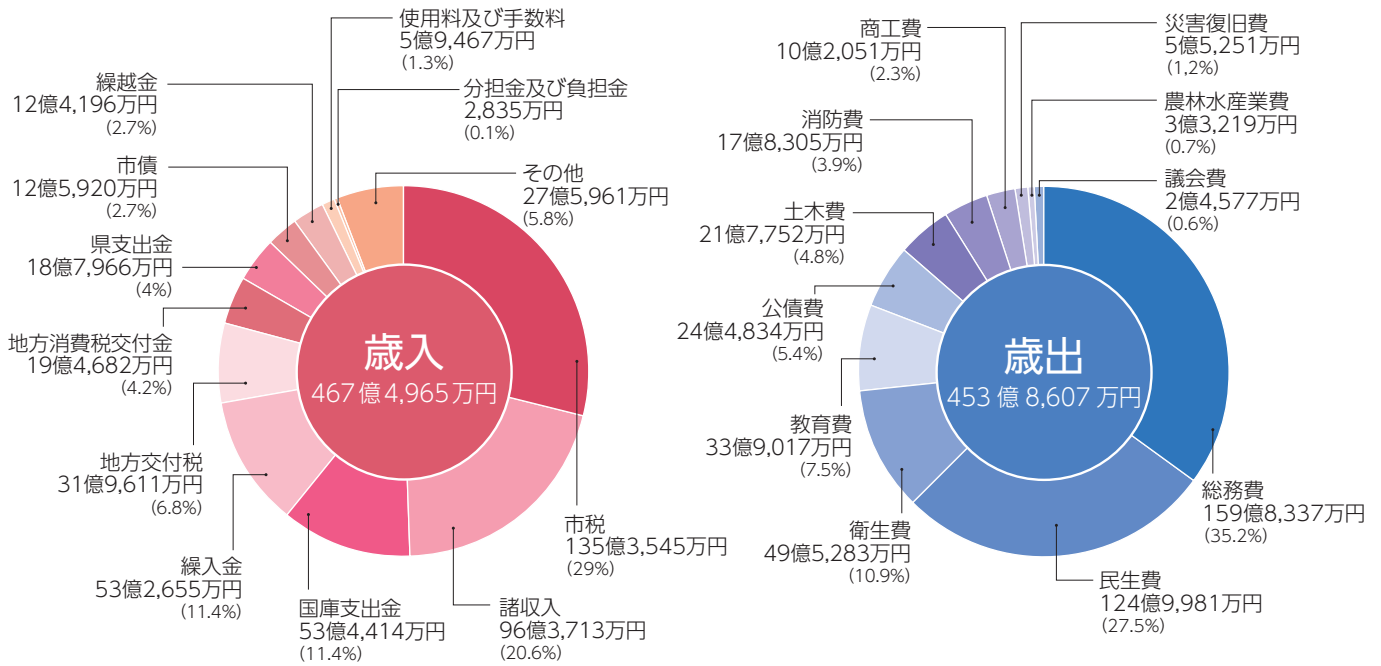 使用料及び手数料
5億9,467万円
(1.3%)
繰越金
12億4,196万円
(2.7%)
分担金及び負担金
2,835万円
(0.1%)
市債
12億5,920万円
(2.7%)
その他
27億5,961万円
(5.8%)
県支出金
18億7,966万円
(4%)
地方消費税交付金
19億4,682万円
(4.2%)
歳入
467億4,965万円
地方交付税
31億9,611万円
(6.8%)
市税
135億3,545万円
(29%)
繰入金
53億2,655万円
(11.4%)
国庫支出金
53億4,414万円
(11.4%)
諸収入
96億3,713万円
(20.6%)
商工費
10億2,051万円
(2.3%)
災害復旧費
5億5,251万円
(1,2%)
消防費
17億8,305万円
(3.9%)
農林水産業費
3億3,219万円
(0.7%)
土木費
21億7,752万円
(4.8%)
議会費
2億4,577万円
(0.6%)
公債費
24億4,834万円
(5.4%)
歳出
453億8,607万円
教育費
33億9,017万円
(7.5%)
総務費
159億8,337万円
(35.2%)
衛生費
49億5,283万円
(10.9%)
民生費
124億9,981万円
(27.5%)